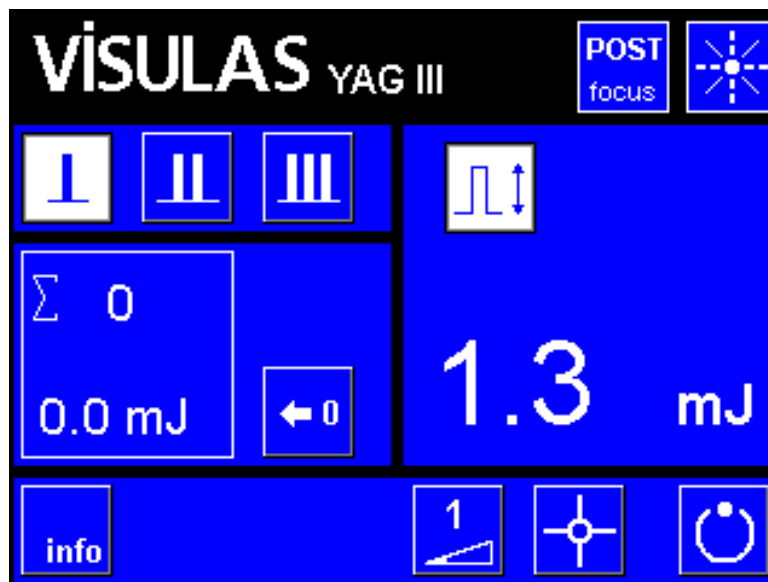 VİSULAS YAG III
POST
focus
Σ 0
0.0 mJ
0
1.3 mJ
info
1